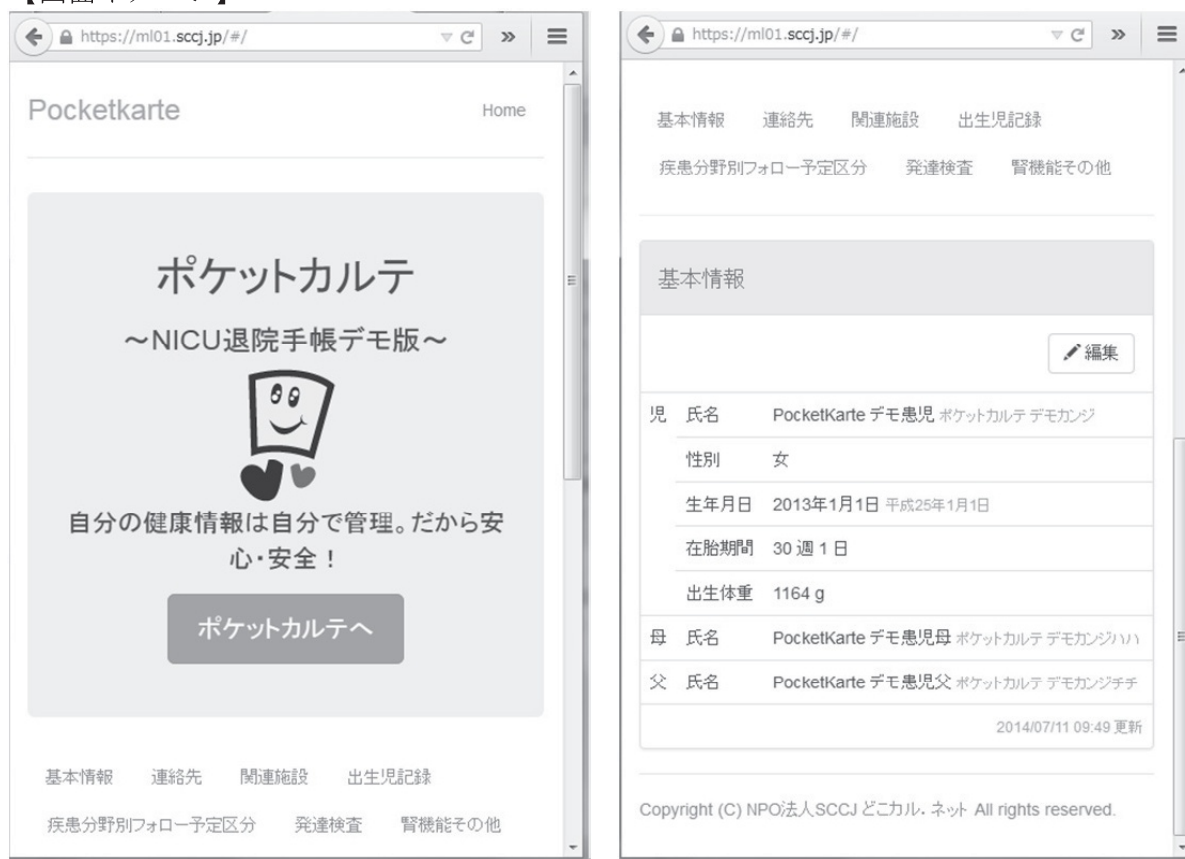 【画面イメージ】
https://ml01.sccj.jp/#/
Pocketkarte
Home
ポケットカルテ
～NICU退院手帳デモ版～
自分の健康情報は自分で管理。だから安
心・安全！
ポケットカルテへ
基本情報 連絡先 関連施設 出生児記録
疾患分野別フォロー予定区分 発達検査 腎機能その他
https://ml01.sccj.jp/#/
基本情報 連絡先 関連施設 出生児記録
疾患分野別フォロー予定区分 発達検査 腎機能その他
基本情報
編集
児 氏名 PocketKarte デモ患児 ポケットカルテ デモカンジ
性別 女
生年月日 2013年1月1日 平成25年1月1日
在胎期間 30 週 1 日
出生体重 1164 g
母 氏名 PocketKarte デモ患児母 ポケットカルテ デモカンジハハ
父 氏名 PocketKarte デモ患児父 ポケットカルテ デモカンジチチ
2014/07/11 09:49 更新
Copyright (C) NPO法人SCCJ どこカル．ネット All rights reserved.